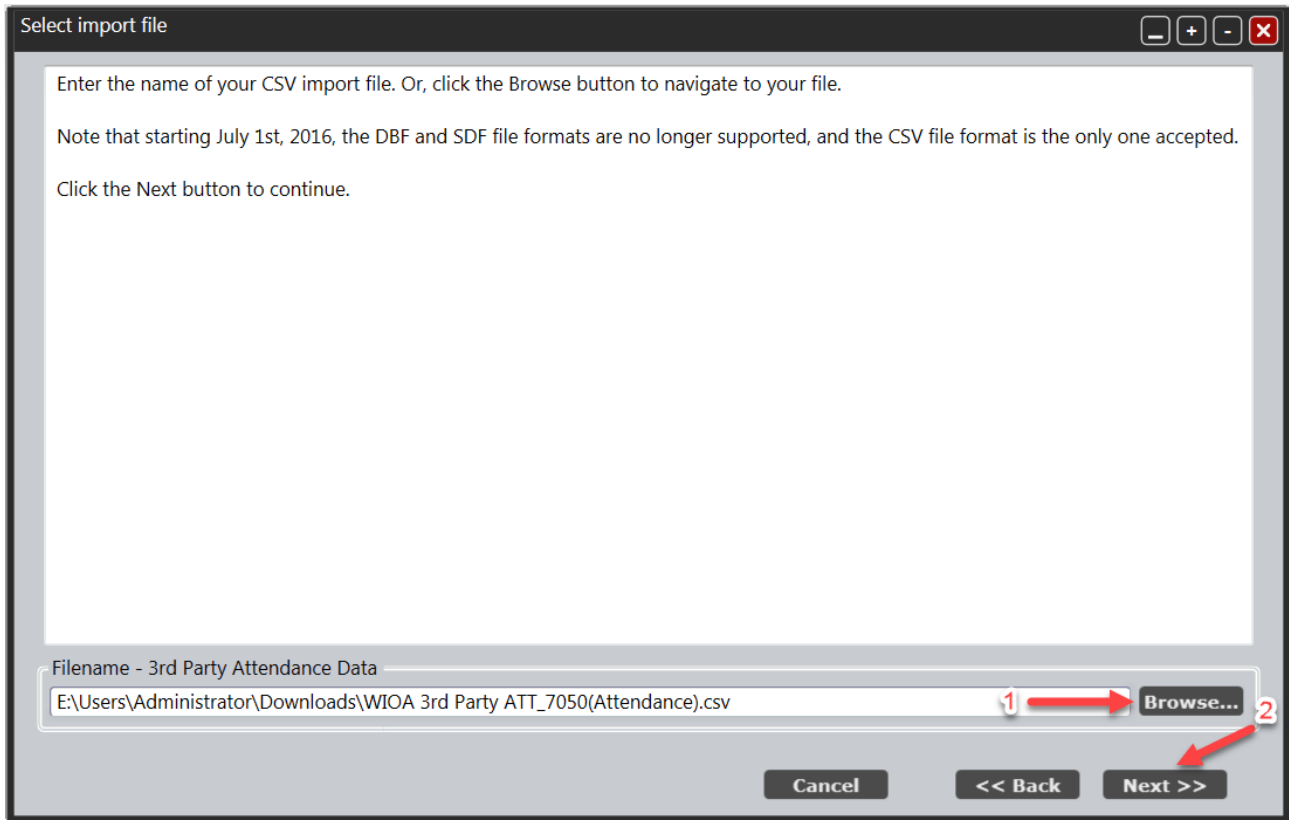 Select import file
Enter the name of your CSV import file. Or, click the Browse button to navigate to your file.
Note that starting July 1st, 2016, the DBF and SDF file formats are no longer supported, and the CSV file format is the only one accepted.
Click the Next button to continue.
Filename - 3rd Party Attendance Data
E:\Users\Administrator\Downloads\WIOA 3rd Party ATT_7050(Attendance).csv
1
Browse...
2
Cancel
<< Back
Next >>